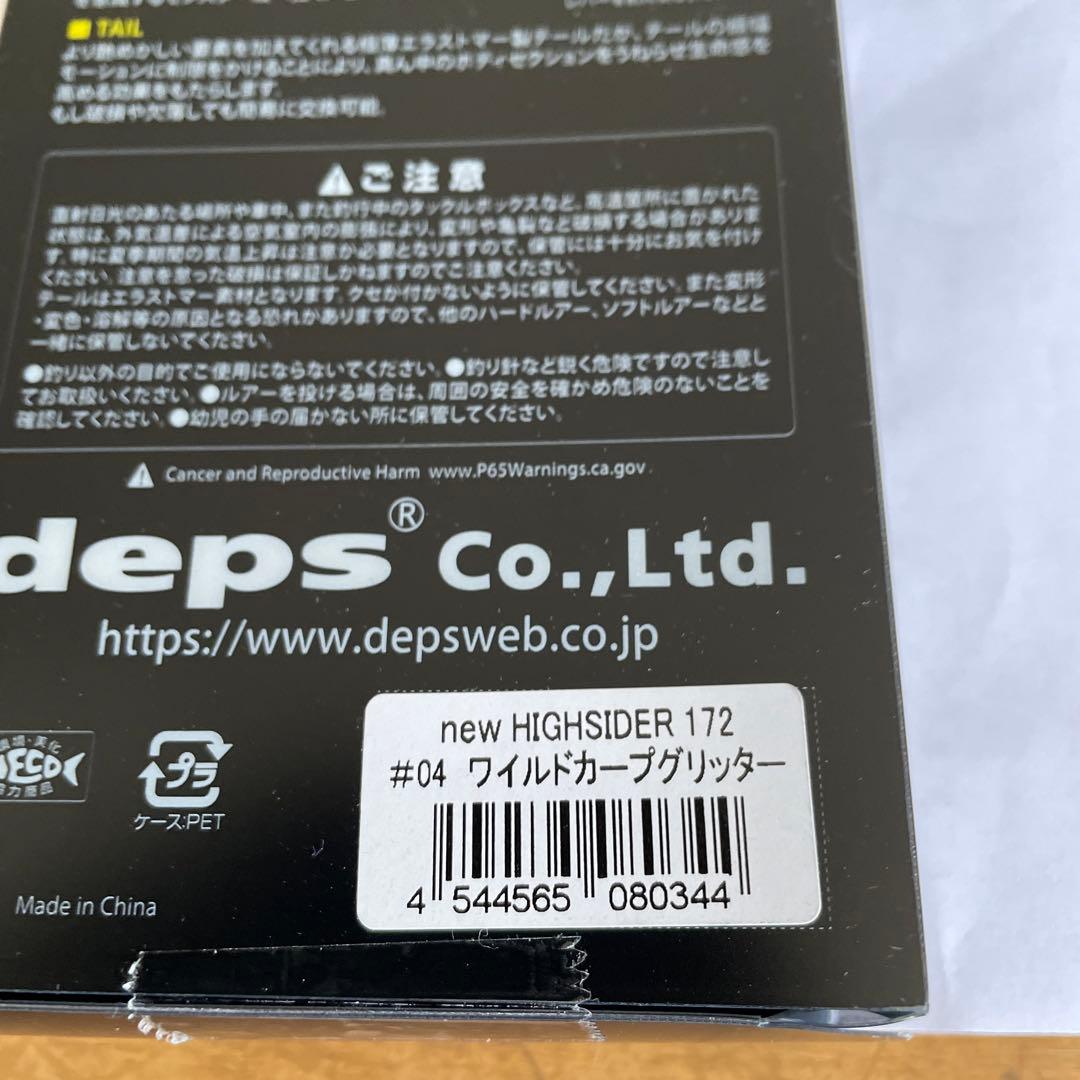 ■ TAIL
より艶めかしい要素を加えてくれる極薄エラストマー製テールだが、テールの
モーションに制限をかけることにより、真ん中のボディセクションをうねらせ生命感を
高める効果をもたらします。
もし破損や欠落しても簡素に交換可能。
⚠ご注意
直射日光のあたる場所や車中、また釣行中のタックルボックスなど、高温箇所に置かれた
状態は、外気温度による空気室内の膨張により、変形や亀裂など破損する場合がありま
す。特に夏季期間の気温上昇は注意が必要となりますので、保管には十分にお気を付け
ください。注意を怠った破損は保証しかねますのでご注意ください。
テールはエラストマー素材となります。クセが付かないように保管してください。また変形
・変色・溶解等の原因となる恐れがありますので、他のハードルアー、ソフトルアーなどと
一緒に保管しないでください。
●釣り以外の目的でご使用にならないでください。●釣り針など鋭く危険ですので注意し
てお取扱いください。●ルアーを投げる場合は、周囲の安全を確かめ危険のないことを
確認してください。●幼児の手の届かない所に保管してください。
⚠ Cancer and Reproductive Harm www.P65Warnings.ca.gov
deps® Co.,Ltd.
https://www.depsweb.co.jp
new HIGHSIDER 172
#04 ワイルドカープグリッター
4 544565 080344
ECO
力商品
プラ
ケース:PET
Made in China